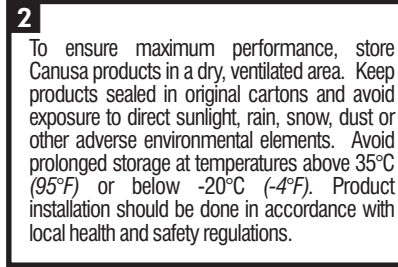 2
To ensure maximum performance, store
Canusa products in a dry, ventilated area. Keep
products sealed in original cartons and avoid
exposure to direct sunlight, rain, snow, dust or
other adverse environmental elements. Avoid
prolonged storage at temperatures above 35°C
(95°F) or below -20°C (-4°F). Product
installation should be done in accordance with
local health and safety regulations.